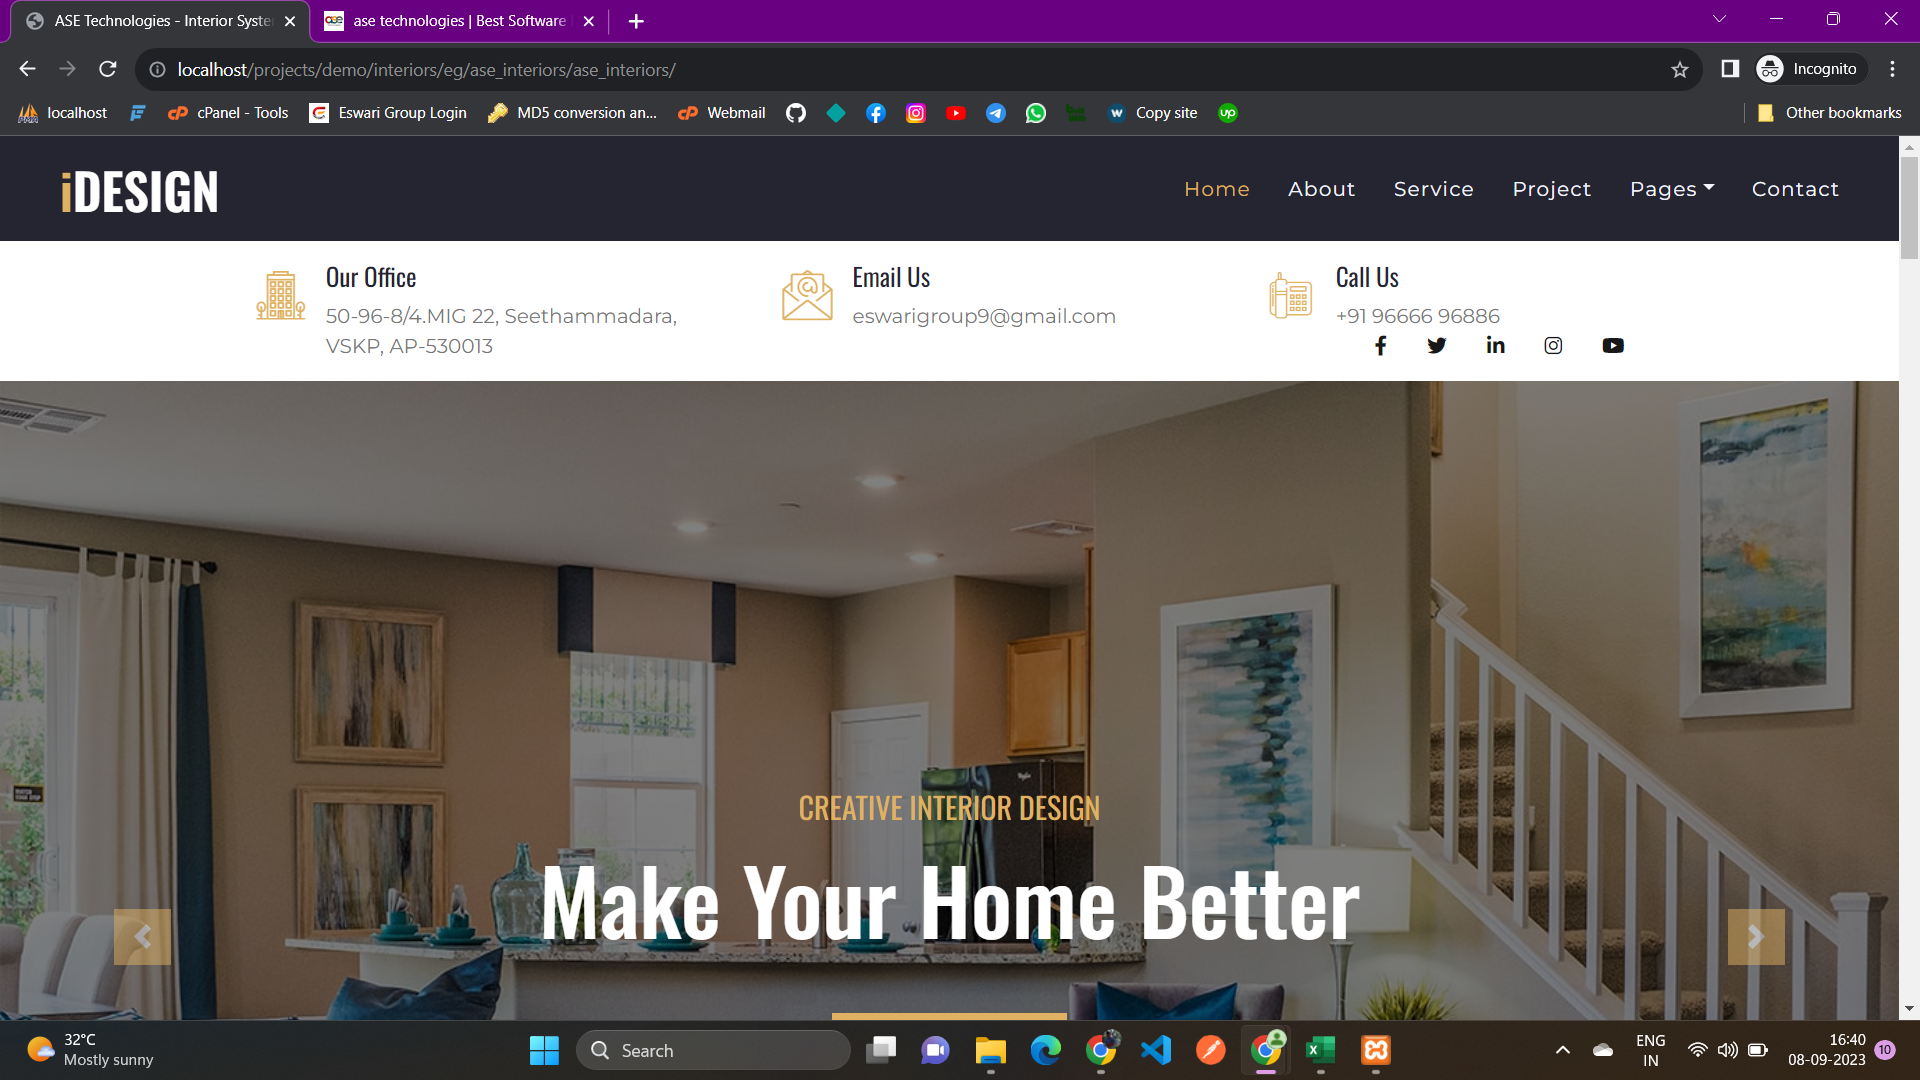 ASE Technologies - Interior Syste
ase technologies | Best Software
localhost/projects/demo/interiors/eg/ase_interiors/ase_interiors/
Incognito
localhost
cPanel - Tools
Eswari Group Login
MD5 conversion an...
Webmail
Copy site
up
Other bookmarks
iDESIGN
Home About Service Project Pages Contact
Our Office
50-96-8/4.MIG 22, Seethammadara,
VSKP, AP-530013
Email Us
eswarigroup9@gmail.com
Call Us
+91 96666 96886
CREATIVE INTERIOR DESIGN
Make Your Home Better
32°C
Mostly sunny
Search
ENG
IN
16:40
08-09-2023
10